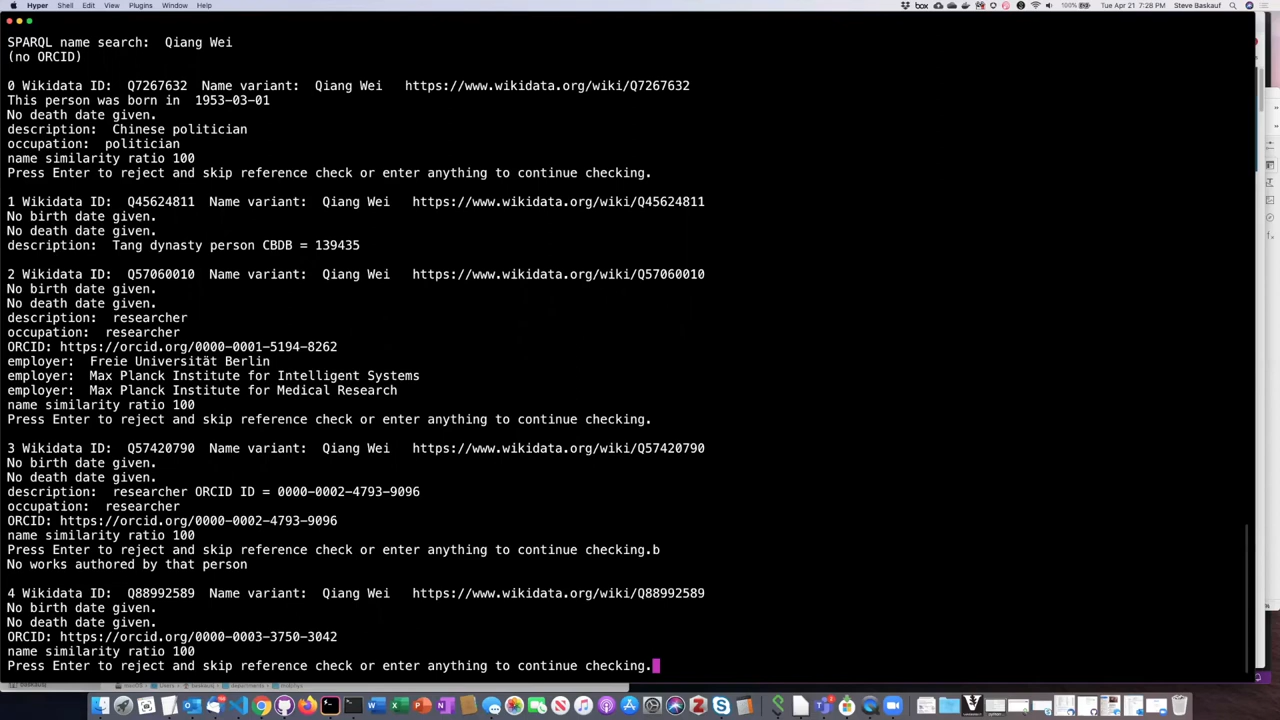 Hyper Shell Edit View Plugins Window Help
100% Tue Apr 21 7:28 PM Steve Baskauf
SPARQL name search:  Qiang Wei
(no ORCID)
0 Wikidata ID:  Q7267632  Name variant:  Qiang Wei   https://www.wikidata.org/wiki/Q7267632
This person was born in  1953-03-01
No death date given.
description:  Chinese politician
occupation:  politician
name similarity ratio 100
Press Enter to reject and skip reference check or enter anything to continue checking.
1 Wikidata ID:  Q45624811  Name variant:  Qiang Wei   https://www.wikidata.org/wiki/Q45624811
No birth date given.
No death date given.
description:  Tang dynasty person CBDB = 139435
2 Wikidata ID:  Q57060010  Name variant:  Qiang Wei   https://www.wikidata.org/wiki/Q57060010
No birth date given.
No death date given.
description:  researcher
occupation:  researcher
ORCID: https://orcid.org/0000-0001-5194-8262
employer:  Freie Universität Berlin
employer:  Max Planck Institute for Intelligent Systems
employer:  Max Planck Institute for Medical Research
name similarity ratio 100
Press Enter to reject and skip reference check or enter anything to continue checking.
3 Wikidata ID:  Q57420790  Name variant:  Qiang Wei   https://www.wikidata.org/wiki/Q57420790
No birth date given.
No death date given.
description:  researcher ORCID ID = 0000-0002-4793-9096
occupation:  researcher
ORCID: https://orcid.org/0000-0002-4793-9096
name similarity ratio 100
Press Enter to reject and skip reference check or enter anything to continue checking.b
No works authored by that person
4 Wikidata ID:  Q88992589  Name variant:  Qiang Wei   https://www.wikidata.org/wiki/Q88992589
No birth date given.
No death date given.
ORCID: https://orcid.org/0000-0003-3750-3042
name similarity ratio 100
Press Enter to reject and skip reference check or enter anything to continue checking.